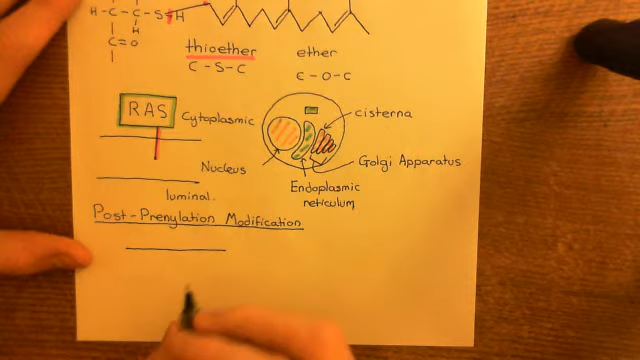 H-C-C-S-H
H
C=O
thioether
ether
C-S-C
C-O-C
RAS
Cytoplasmic
cisterna
Nucleus
Golgi Apparatus
Endoplasmic
reticulum
luminal.
Post-Prenylation Modification